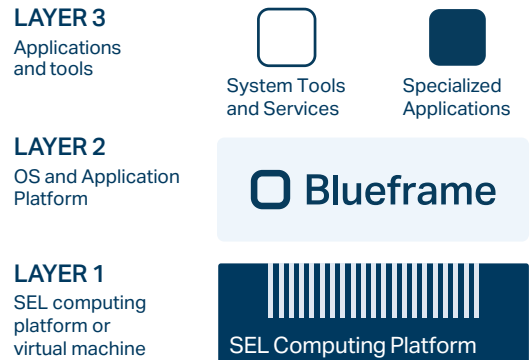 LAYER 3
Applications
and tools
System Tools
and Services
Specialized
Applications
LAYER 2
OS and Application
Platform
Blueframe
LAYER 1
SEL computing
platform or
virtual machine
SEL Computing Platform